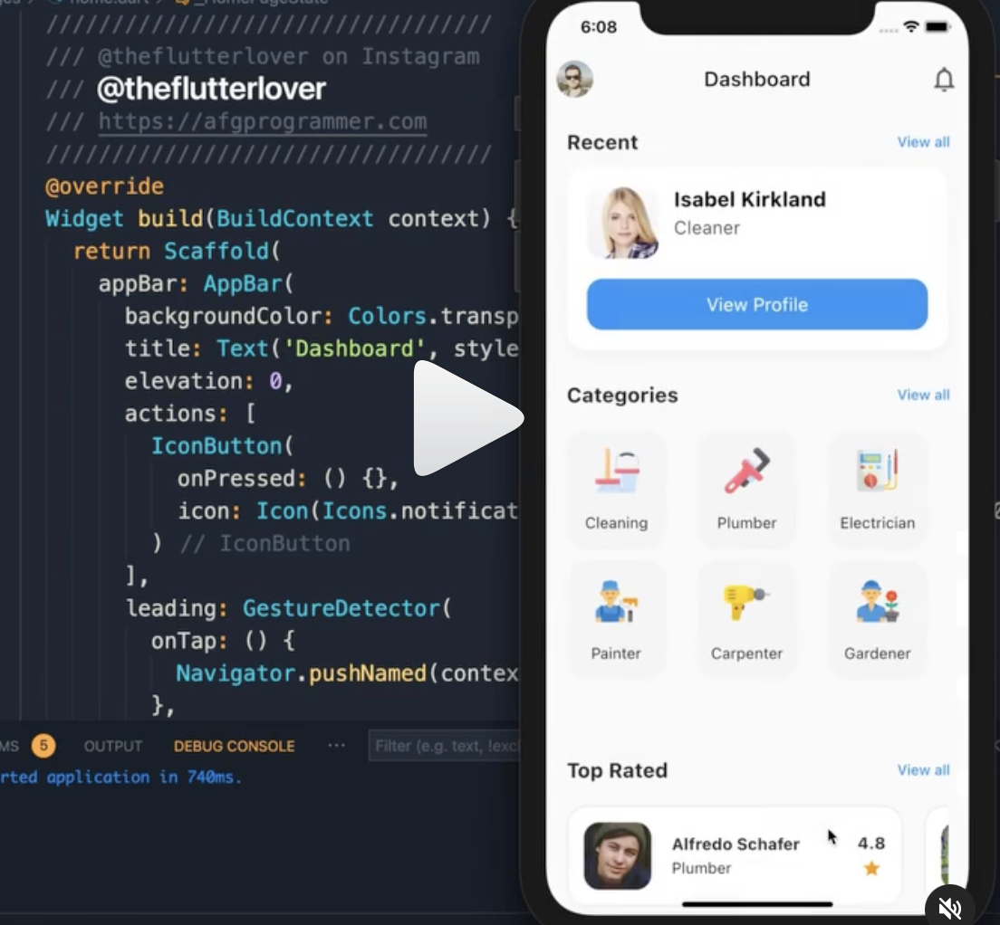 home.dart
_HomePageState
//////////////////////////////////
/// @theflutterlover on Instagram
/// @theflutterlover
/// https://afgprogrammer.com
//////////////////////////////////
@override
Widget build(BuildContext context) {
return Scaffold(
appBar: AppBar(
backgroundColor: Colors.transp
title: Text('Dashboard', style
elevation: 0,
actions: [
IconButton(
onPressed: () {},
icon: Icon(Icons.notificat
) // IconButton
],
leading: GestureDetector(
onTap: () {
Navigator.pushNamed(contex
},
MS 5 OUTPUT DEBUG CONSOLE ··· Filter (e.g. text, !excl
rted application in 740ms.
6:08
Dashboard
Recent View all
Isabel Kirkland
Cleaner
View Profile
Categories View all
Cleaning Plumber Electrician
Painter Carpenter Gardener
Top Rated View all
Alfredo Schafer 4.8
Plumber